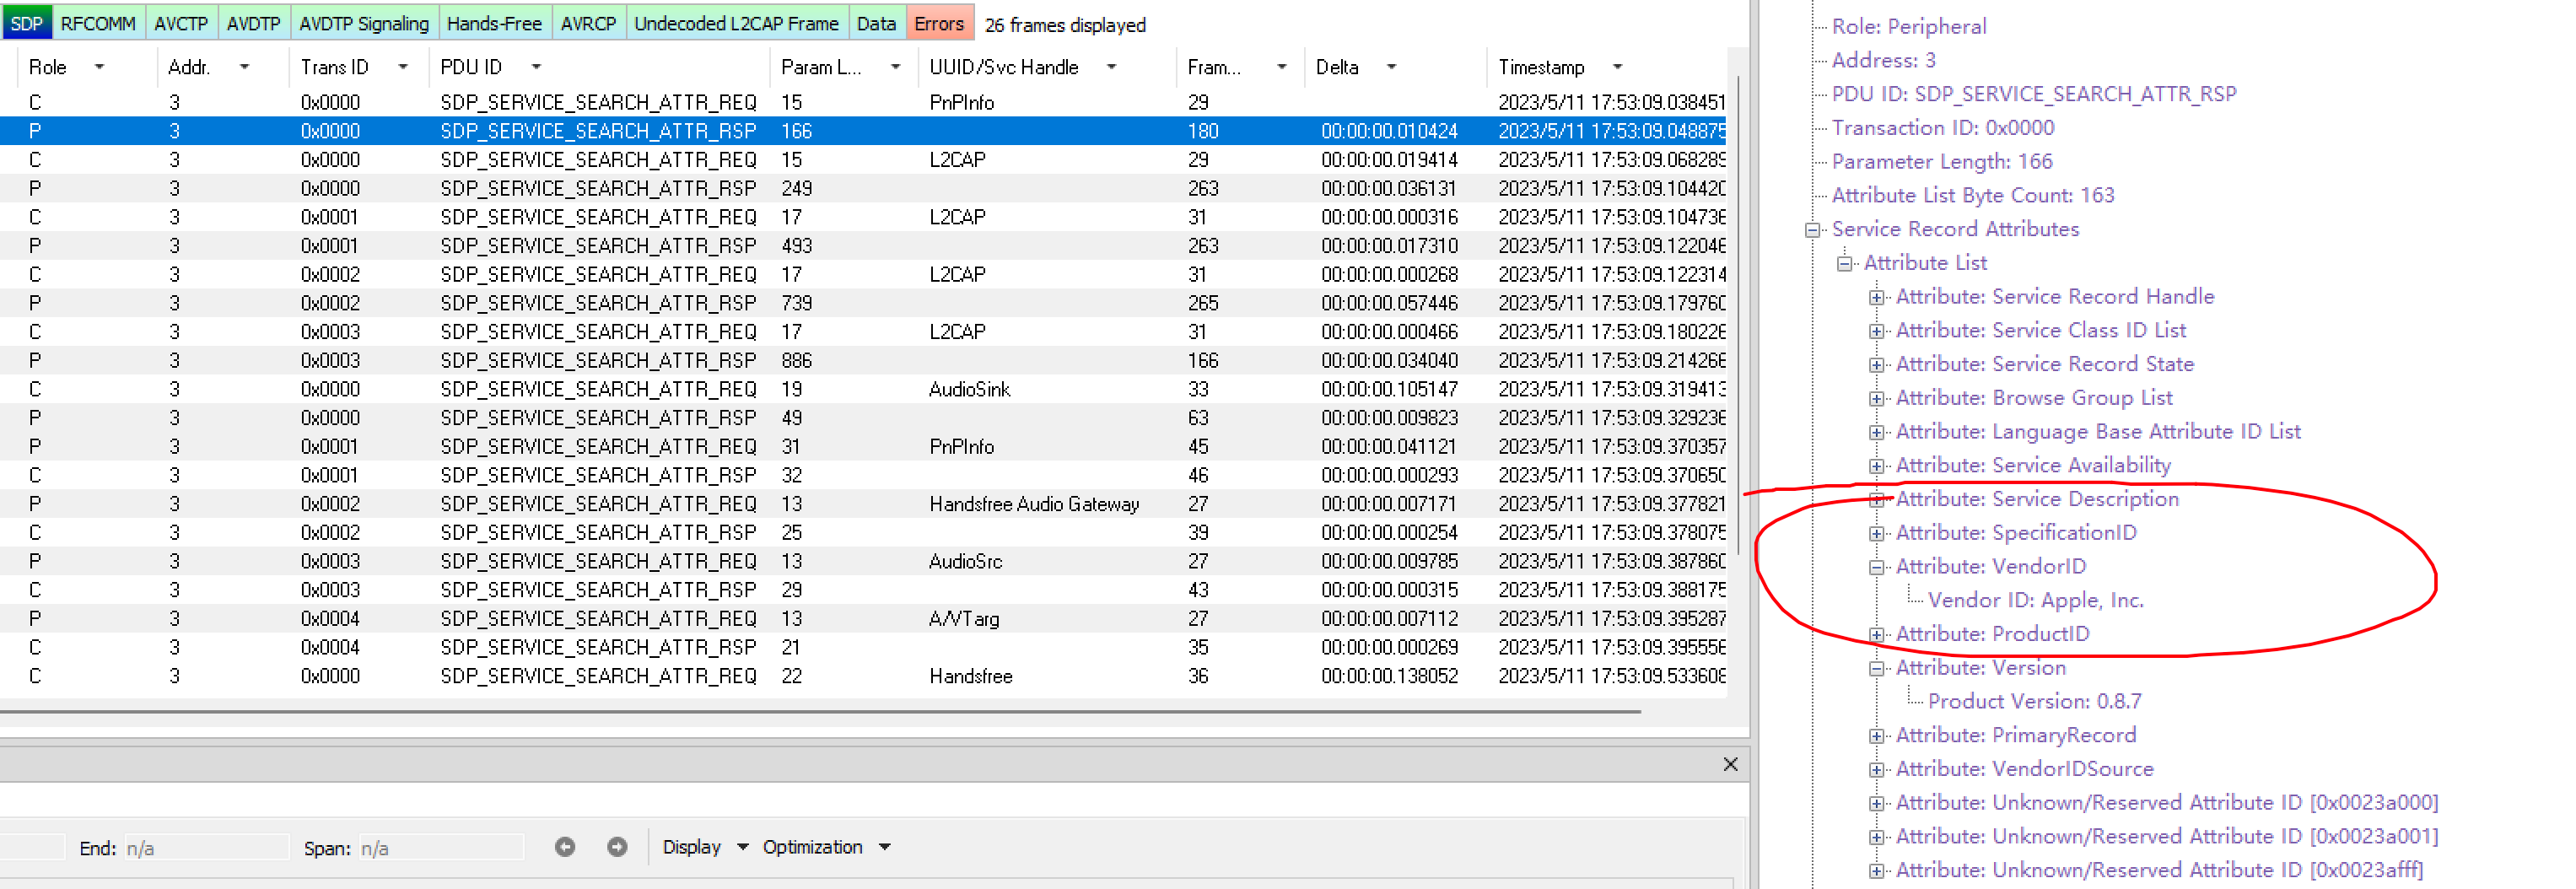 SDP RFCOMM AVCTP AVDTP AVDTP Signaling Hands-Free AVRCP Undecoded L2CAP Frame Data Errors 26 frames displayed
Role Addr. Trans ID PDU ID Param L... UUID/Svc Handle Fram... Delta Timestamp
C 3 0x0000 SDP_SERVICE_SEARCH_ATTR_REQ 15 PnPInfo 29 2023/5/11 17:53:09.038451
P 3 0x0000 SDP_SERVICE_SEARCH_ATTR_RSP 166 180 00:00:00.010424 2023/5/11 17:53:09.048875
C 3 0x0000 SDP_SERVICE_SEARCH_ATTR_REQ 15 L2CAP 29 00:00:00.019414 2023/5/11 17:53:09.068289
P 3 0x0000 SDP_SERVICE_SEARCH_ATTR_RSP 249 263 00:00:00.036131 2023/5/11 17:53:09.104420
C 3 0x0001 SDP_SERVICE_SEARCH_ATTR_REQ 17 L2CAP 31 00:00:00.000316 2023/5/11 17:53:09.104736
P 3 0x0001 SDP_SERVICE_SEARCH_ATTR_RSP 493 263 00:00:00.017310 2023/5/11 17:53:09.122046
C 3 0x0002 SDP_SERVICE_SEARCH_ATTR_REQ 17 L2CAP 31 00:00:00.000268 2023/5/11 17:53:09.122314
P 3 0x0002 SDP_SERVICE_SEARCH_ATTR_RSP 739 265 00:00:00.057446 2023/5/11 17:53:09.179760
C 3 0x0003 SDP_SERVICE_SEARCH_ATTR_REQ 17 L2CAP 31 00:00:00.000466 2023/5/11 17:53:09.180226
P 3 0x0003 SDP_SERVICE_SEARCH_ATTR_RSP 886 166 00:00:00.034040 2023/5/11 17:53:09.214266
C 3 0x0000 SDP_SERVICE_SEARCH_ATTR_REQ 19 AudioSink 33 00:00:00.105147 2023/5/11 17:53:09.319413
P 3 0x0000 SDP_SERVICE_SEARCH_ATTR_RSP 49 63 00:00:00.009823 2023/5/11 17:53:09.329236
P 3 0x0001 SDP_SERVICE_SEARCH_ATTR_REQ 31 PnPInfo 45 00:00:00.041121 2023/5/11 17:53:09.370357
C 3 0x0001 SDP_SERVICE_SEARCH_ATTR_RSP 32 46 00:00:00.000293 2023/5/11 17:53:09.370650
P 3 0x0002 SDP_SERVICE_SEARCH_ATTR_REQ 13 Handsfree Audio Gateway 27 00:00:00.007171 2023/5/11 17:53:09.377821
C 3 0x0002 SDP_SERVICE_SEARCH_ATTR_RSP 25 39 00:00:00.000254 2023/5/11 17:53:09.378075
P 3 0x0003 SDP_SERVICE_SEARCH_ATTR_REQ 13 AudioSrc 27 00:00:00.009785 2023/5/11 17:53:09.387860
C 3 0x0003 SDP_SERVICE_SEARCH_ATTR_RSP 29 43 00:00:00.000315 2023/5/11 17:53:09.388175
P 3 0x0004 SDP_SERVICE_SEARCH_ATTR_REQ 13 A/VTarg 27 00:00:00.007112 2023/5/11 17:53:09.395287
C 3 0x0004 SDP_SERVICE_SEARCH_ATTR_RSP 21 35 00:00:00.000269 2023/5/11 17:53:09.395556
C 3 0x0000 SDP_SERVICE_SEARCH_ATTR_REQ 22 Handsfree 36 00:00:00.138052 2023/5/11 17:53:09.533608
End: n/a Span: n/a Display Optimization
Role: Peripheral
Address: 3
PDU ID: SDP_SERVICE_SEARCH_ATTR_RSP
Transaction ID: 0x0000
Parameter Length: 166
Attribute List Byte Count: 163
Service Record Attributes
Attribute List
Attribute: Service Record Handle
Attribute: Service Class ID List
Attribute: Service Record State
Attribute: Browse Group List
Attribute: Language Base Attribute ID List
Attribute: Service Availability
Attribute: Service Description
Attribute: SpecificationID
Attribute: VendorID
Vendor ID: Apple, Inc.
Attribute: ProductID
Attribute: Version
Product Version: 0.8.7
Attribute: PrimaryRecord
Attribute: VendorIDSource
Attribute: Unknown/Reserved Attribute ID [0x0023a000]
Attribute: Unknown/Reserved Attribute ID [0x0023a001]
Attribute: Unknown/Reserved Attribute ID [0x0023afff]